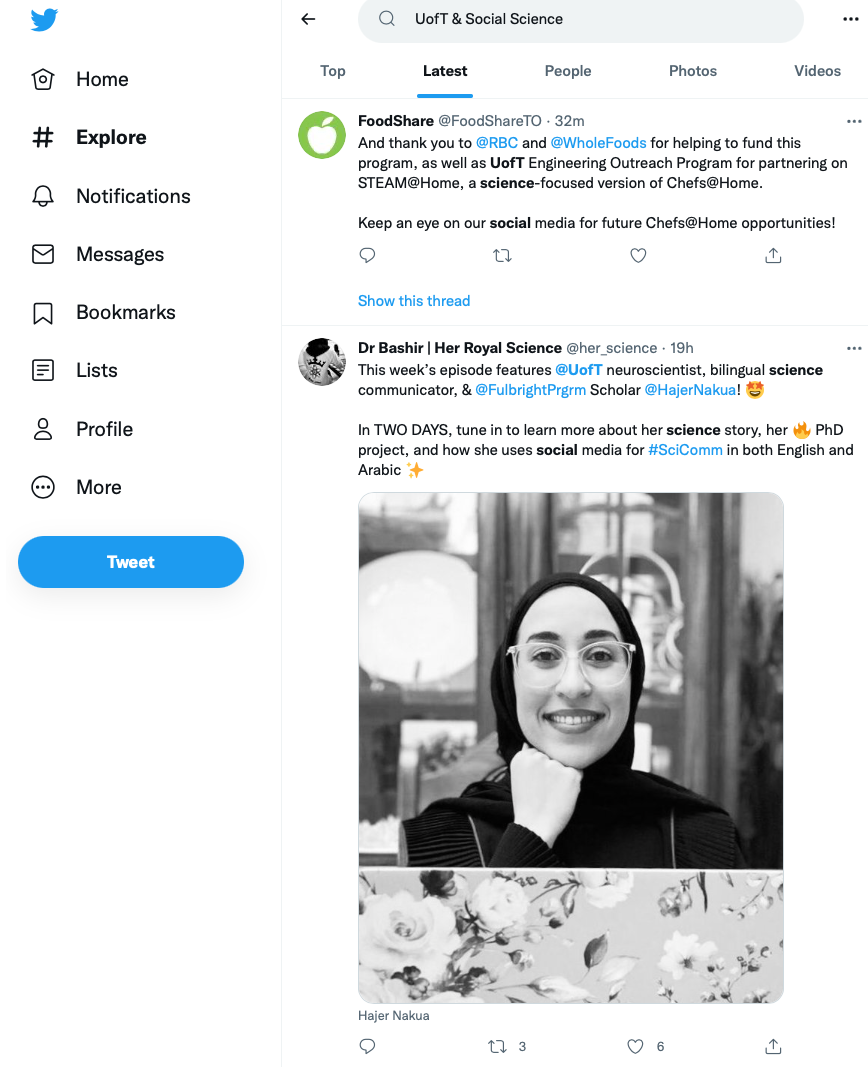 UofT & Social Science
Home
Explore
Notifications
Messages
Bookmarks
Lists
Profile
More
Tweet
Top
Latest
People
Photos
Videos
FoodShare @FoodShareTO · 32m
And thank you to @RBC and @WholeFoods for helping to fund this
program, as well as UofT Engineering Outreach Program for partnering on
STEAM@Home, a science-focused version of Chefs@Home.
Keep an eye on our social media for future Chefs@Home opportunities!
Show this thread
Dr Bashir | Her Royal Science @her_science · 19h
This week’s episode features @UofT neuroscientist, bilingual science
communicator, & @FulbrightPrgrm Scholar @HajerNakua! 🤩
In TWO DAYS, tune in to learn more about her science story, her 🔥 PhD
project, and how she uses social media for #SciComm in both English and
Arabic ✨
Hajer Nakua
3
6